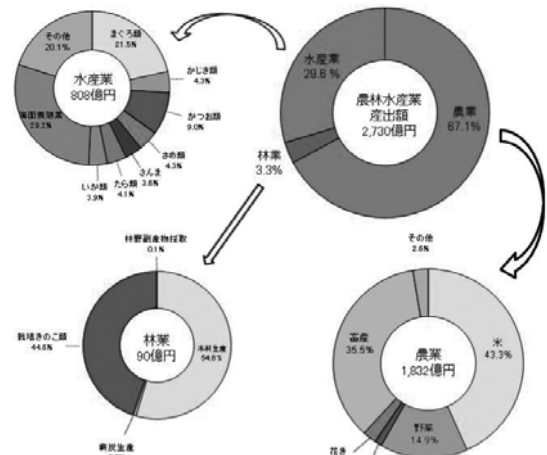 その他
20.1%
まぐろ類
21.5%
水産業
808億円
かじき類
4.3%
かつお類
9.0%
さめ類
4.3%
さんま
3.6%
たら類
4.1%
いか類
3.9%
海面養殖業
29.2%
水産業
29.6%
農林水産業
産出額
2,730億円
農業
67.1%
林業
3.3%
林野副産物採取
0.1%
栽培きのこ類
44.6%
林業
90億円
木材生産
54.6%
薪炭生産
その他
2.6%
畜産
35.5%
農業
1,832億円
米
43.3%
野菜
14.9%
花き